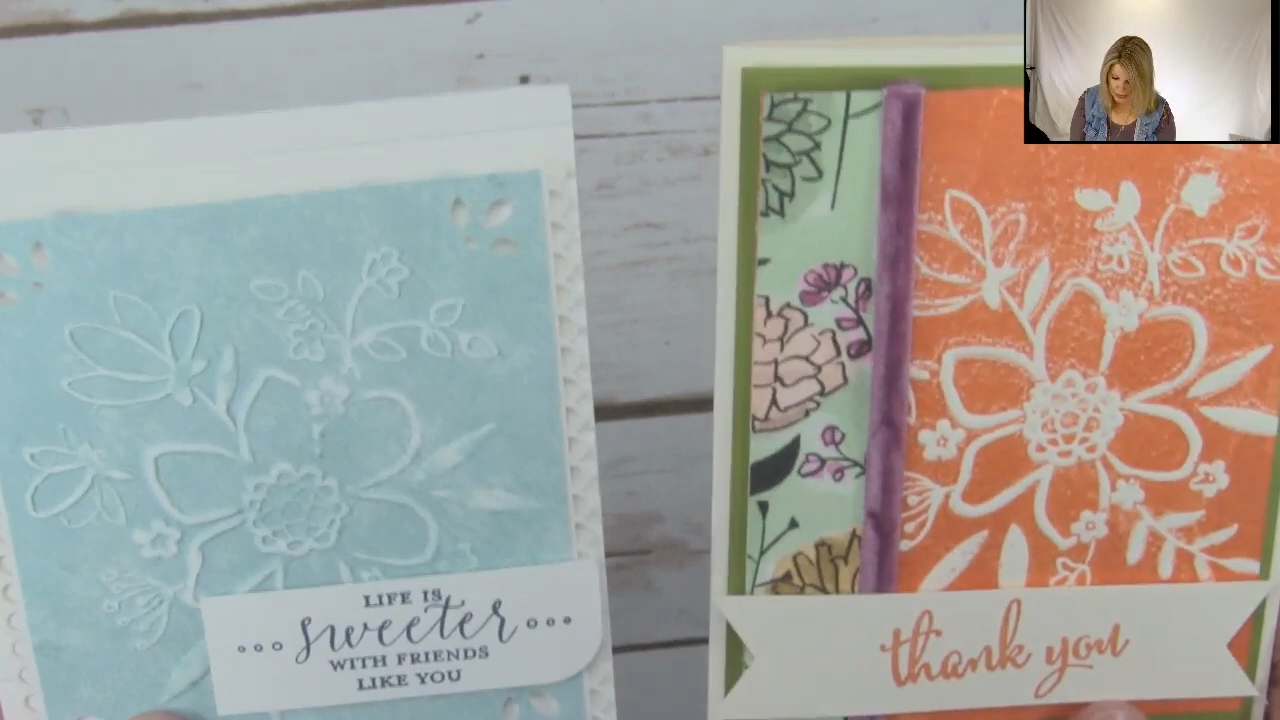 LIFE IS
sweeter
WITH FRIENDS
LIKE YOU
thank you